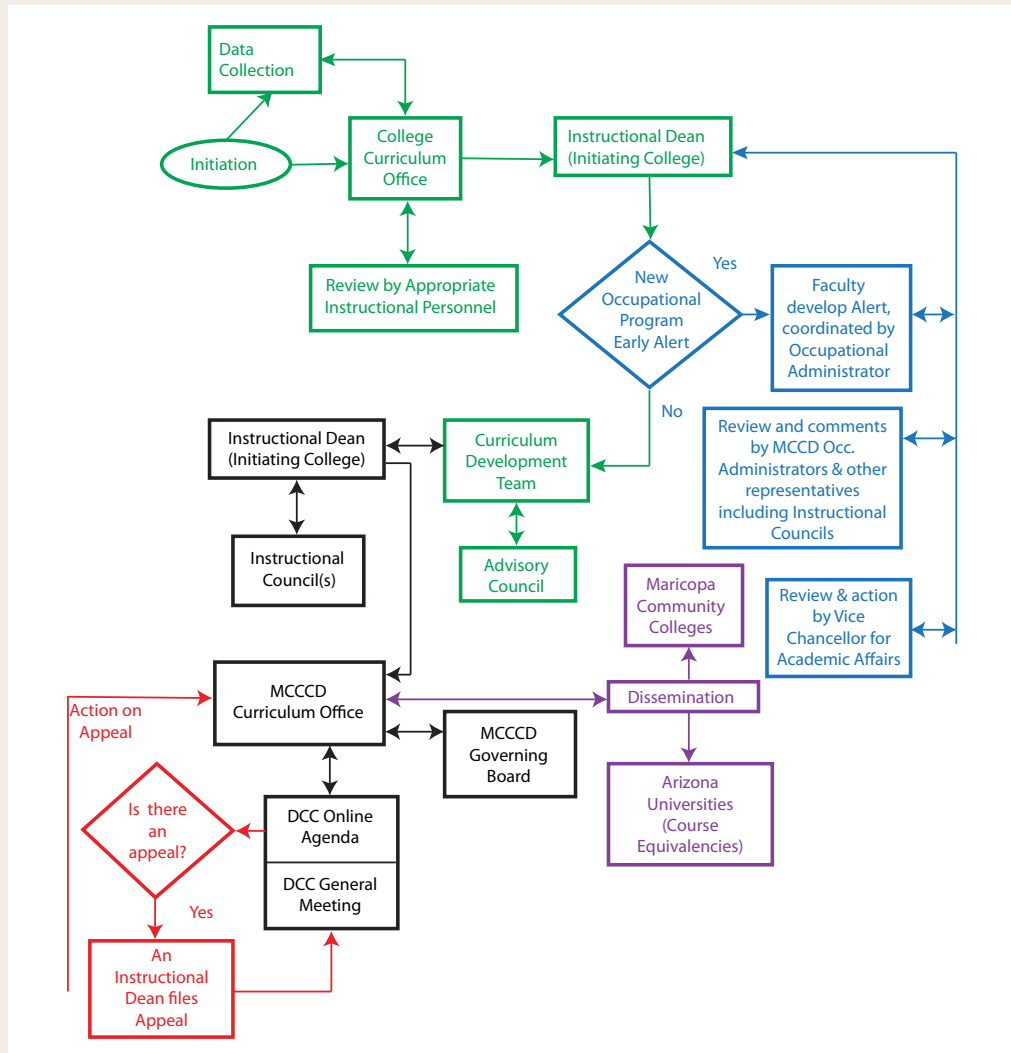 Data
Collection
Initiation
College
Curriculum
Office
Instructional Dean
(Initiating College)
Review by Appropriate
Instructional Personnel
New
Occupational
Program
Early Alert
Yes
Faculty
develop Alert,
coordinated by
Occupational
Administrator
No
Instructional Dean
(Initiating College)
Curriculum
Development
Team
Review and comments
by MCCD Occ.
Administrators & other
representatives
including Instructional
Councils
Instructional
Council(s)
Advisory
Council
Maricopa
Community
Colleges
Review & action
by Vice
Chancellor for
Academic Affairs
MCCCD
Curriculum Office
Dissemination
Action on
Appeal
MCCCD
Governing
Board
Is there
an
appeal?
DCC Online
Agenda
Arizona
Universities
(Course
Equivalencies)
DCC General
Meeting
Yes
An
Instructional
Dean files
Appeal